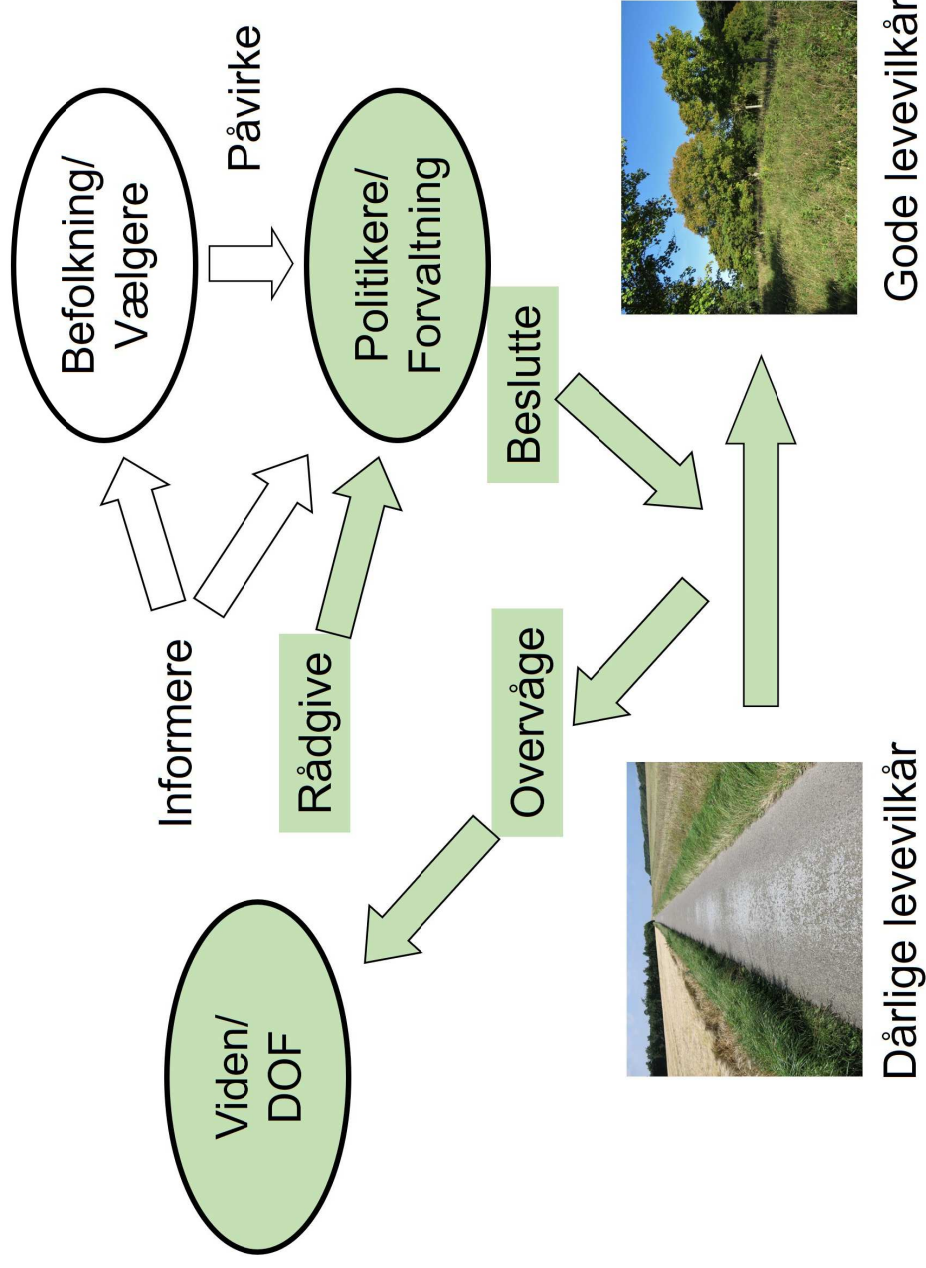 Befolkning/
Vælgere
Informere
Påvirke
Viden/
DOF
Rådgive
Politikere/
Forvaltning
Overvåge
Beslutte
Dårlige levevilkår
Gode levevilkår